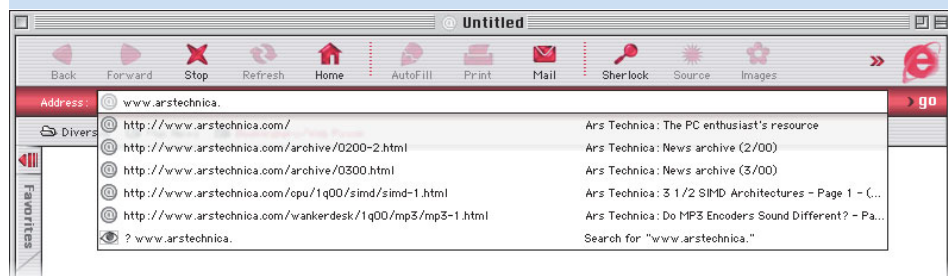 Untitled
Back Forward Stop Refresh Home AutoFill Print Mail Sherlock Source Images »
Address: www.arstechnica. › go
Divers
http://www.arstechnica.com/ Ars Technica: The PC enthusiast's resource
http://www.arstechnica.com/archive/0200-2.html Ars Technica: News archive (2/00)
http://www.arstechnica.com/archive/0300.html Ars Technica: News archive (3/00)
http://www.arstechnica.com/cpu/1q00/simd/simd-1.html Ars Technica: 3 1/2 SIMD Architectures - Page 1 - (...
http://www.arstechnica.com/wankerdesk/1q00/mp3/mp3-1.html Ars Technica: Do MP3 Encoders Sound Different? - Pa...
? www.arstechnica. Search for "www.arstechnica."
Favorites